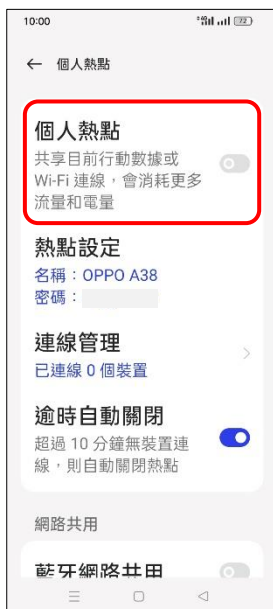 10:00
72
個人熱點
個人熱點
共享目前行動數據或
Wi-Fi 連線,會消耗更多
流量和電量
熱點設定
名稱:OPPO A38
密碼:
連線管理
已連線 0 個裝置
逾時自動關閉
超過 10 分鐘無裝置連
線,則自動關閉熱點
網路共用
藍牙網路共用